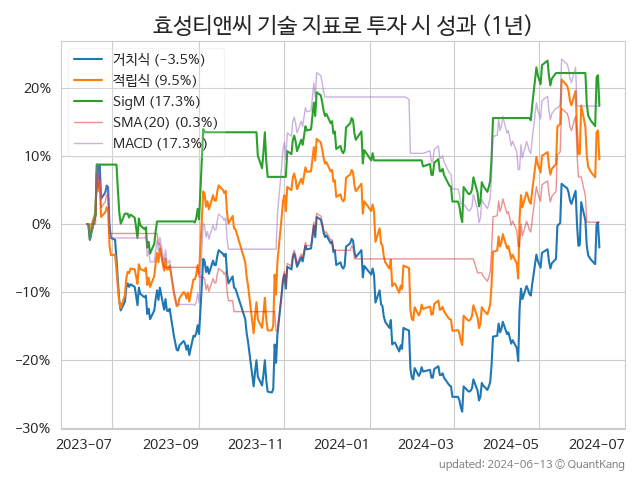 효성티앤씨 기술 지표로 투자 시 성과 (1년)
거치식 (−3.5%)
적립식 (9.5%)
SigM (17.3%)
SMA(20) (0.3%)
MACD (17.3%)
20%
10%
0%
−10%
−20%
−30%
2023-07 2023-09 2023-11 2024-01 2024-03 2024-05 2024-07
updated: 2024-06-13 ⓒ QuantKang